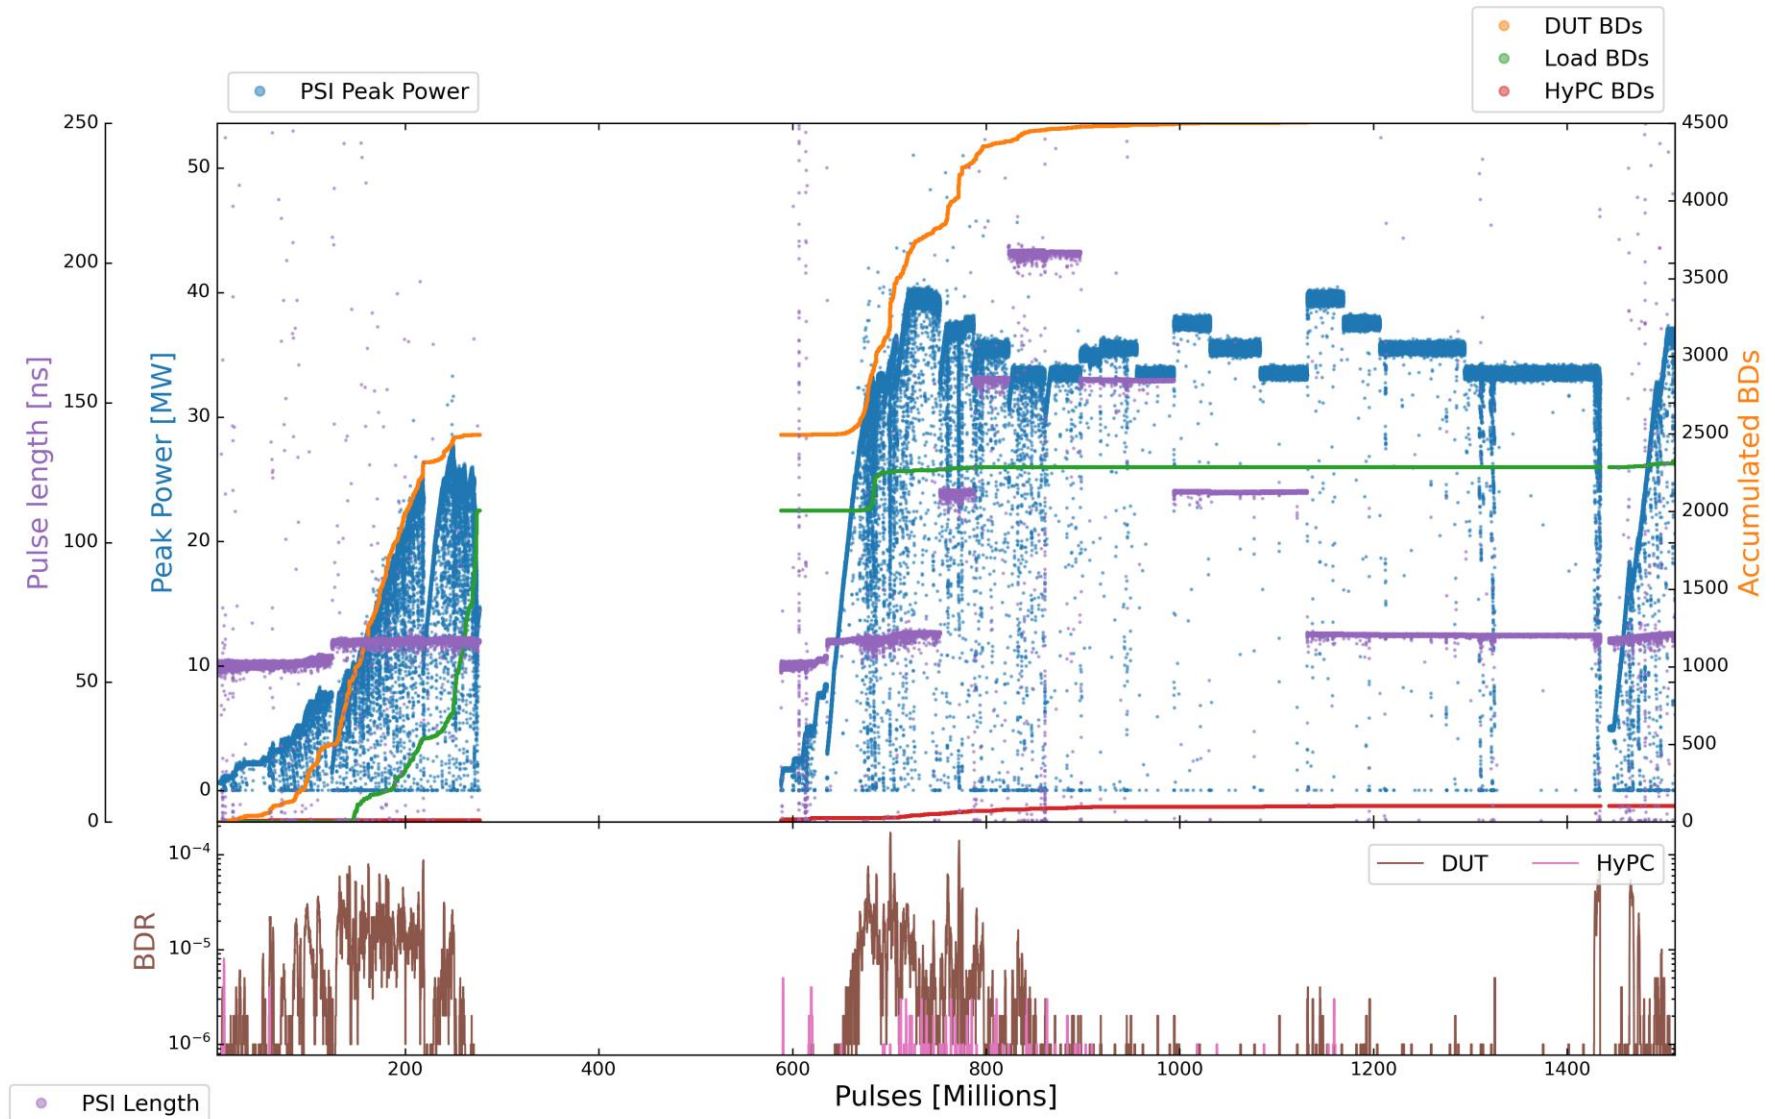 DUT BDs
Load BDs
HyPC BDs
PSI Peak Power
250
200
150
100
50
0
Pulse length [ns]
50
40
30
20
10
0
Peak Power [MW]
4500
4000
3500
3000
2500
2000
1500
1000
500
0
Accumulated BDs
10⁻⁴
10⁻⁵
10⁻⁶
BDR
DUT
HyPC
200
400
600
800
1000
1200
1400
Pulses [Millions]
PSI Length